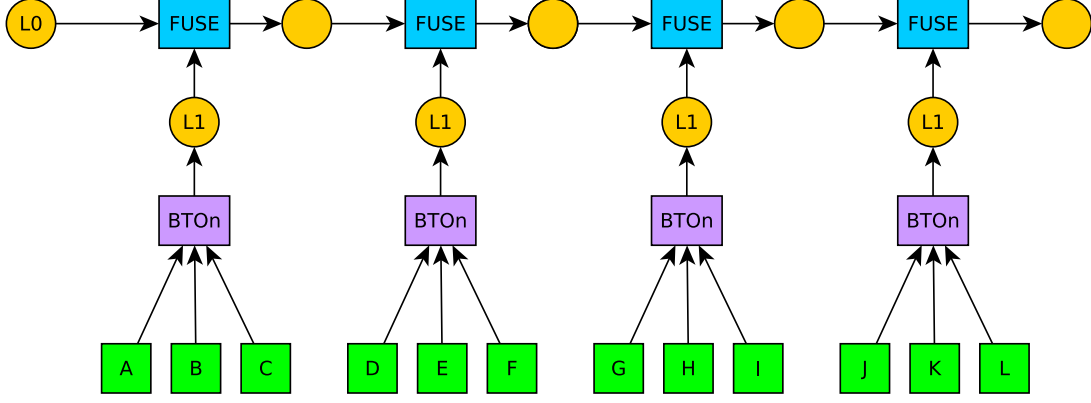 L0 FUSE FUSE FUSE FUSE
L1 L1 L1 L1
BTOn BTOn BTOn BTOn
A B C D E F G H I J K L